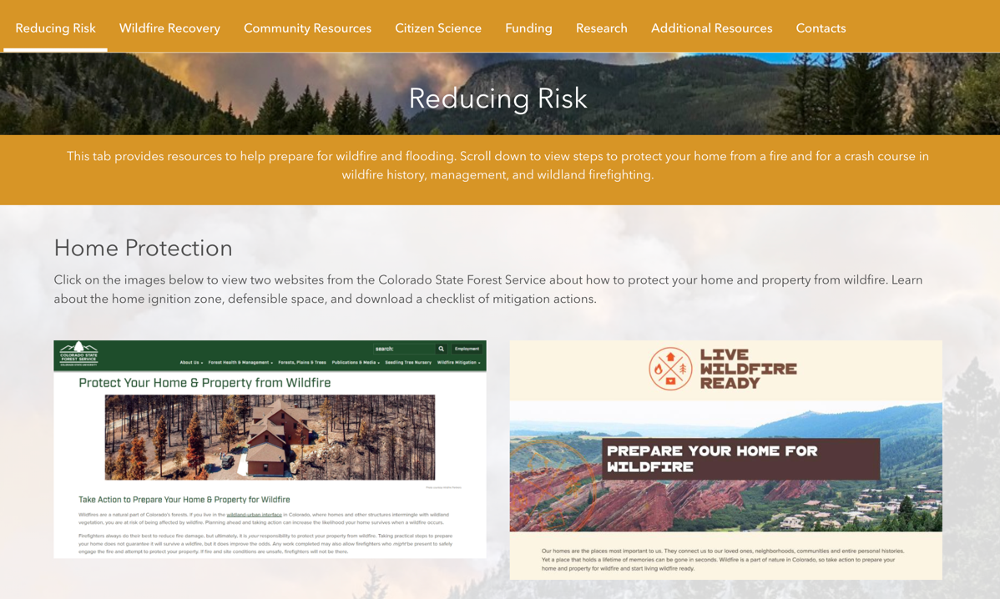 Reducing Risk
Wildfire Recovery
Community Resources
Citizen Science
Funding
Research
Additional Resources
Contacts
Reducing Risk
This tab provides resources to help prepare for wildfire and flooding. Scroll down to view steps to protect your home from a fire and for a crash course in
wildfire history, management, and wildland firefighting.
Home Protection
Click on the images below to view two websites from the Colorado State Forest Service about how to protect your home and property from wildfire. Learn
about the home ignition zone, defensible space, and download a checklist of mitigation actions.
COLORADO STATE
FOREST SERVICE
COLORADO STATE UNIVERSITY
search:
Employment
About Us
Forest Health & Management
Forests, Plains & Trees
Publications & Media
Seedling Tree Nursery
Wildfire Mitigation
Protect Your Home & Property from Wildfire
Take Action to Prepare Your Home & Property for Wildfire
Wildfires are a natural part of Colorado's forests. If you live in the wildland-urban interface in Colorado, where homes and other structures intermingle with wildland
vegetation, you are at risk of being affected by wildfire. Planning ahead and taking action can increase the likelihood your home survives when a wildfire occurs.
Firefighters always do their best to reduce fire damage, but ultimately, it is your responsibility to protect your property from wildfire. Taking practical steps to prepare
your home does not guarantee it will survive a wildfire, but it does improve the odds. Any work completed may also allow firefighters who might be present to safely
engage the fire and attempt to protect your property. If fire and site conditions are unsafe, firefighters will not be there.
LIVE
WILDFIRE
READY
PREPARE YOUR HOME FOR
WILDFIRE
Our homes are the places most important to us. They connect us to our loved ones, neighborhoods, communities and entire personal histories.
Yet a place that holds a lifetime of memories can be gone in seconds. Wildfire is a part of nature in Colorado, so take action to prepare your
home and property for wildfire and start living wildfire ready.